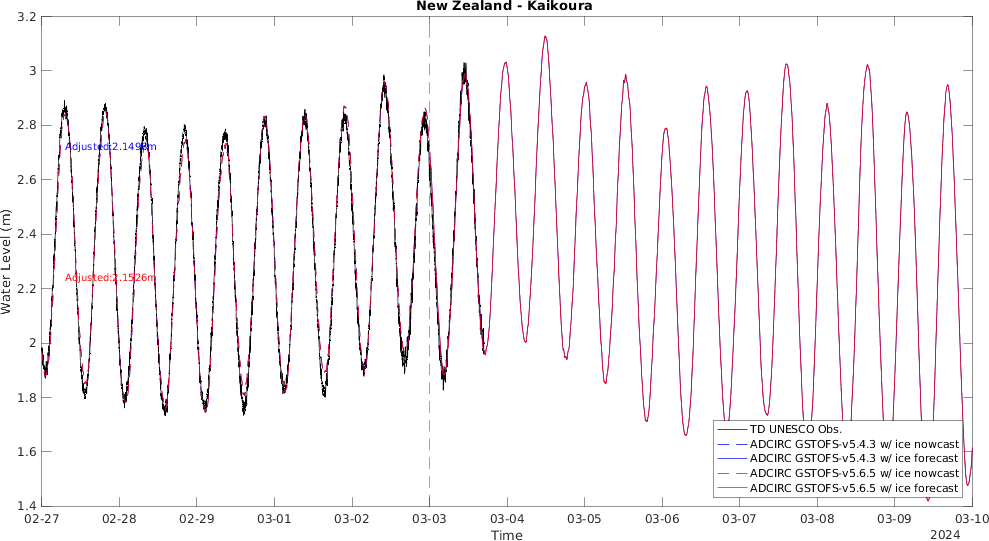 New Zealand - Kaikoura
Water Level (m)
3.2
3
2.8
2.6
2.4
2.2
2
1.8
1.6
1.4
Adjusted:2.1498m
Adjusted:2.1526m
TD UNESCO Obs.
ADCIRC GSTOFS-v5.4.3 w/ ice nowcast
ADCIRC GSTOFS-v5.4.3 w/ ice forecast
ADCIRC GSTOFS-v5.6.5 w/ ice nowcast
ADCIRC GSTOFS-v5.6.5 w/ ice forecast
02-27 02-28 02-29 03-01 03-02 03-03 03-04 03-05 03-06 03-07 03-08 03-09 03-10
Time
2024